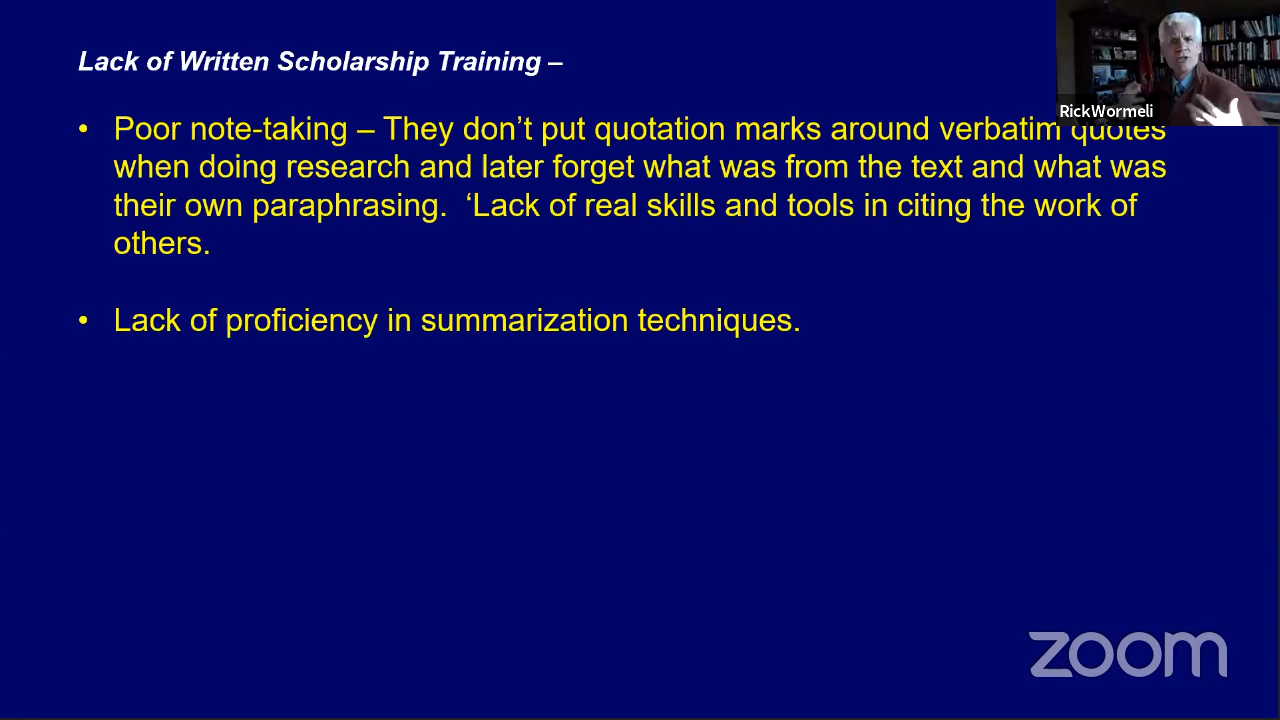 Lack of Written Scholarship Training –
RickWormeli
• Poor note-taking – They don’t put quotation marks around verbatim quotes
when doing research and later forget what was from the text and what was
their own paraphrasing.  ‘Lack of real skills and tools in citing the work of
others.
• Lack of proficiency in summarization techniques.
zoom